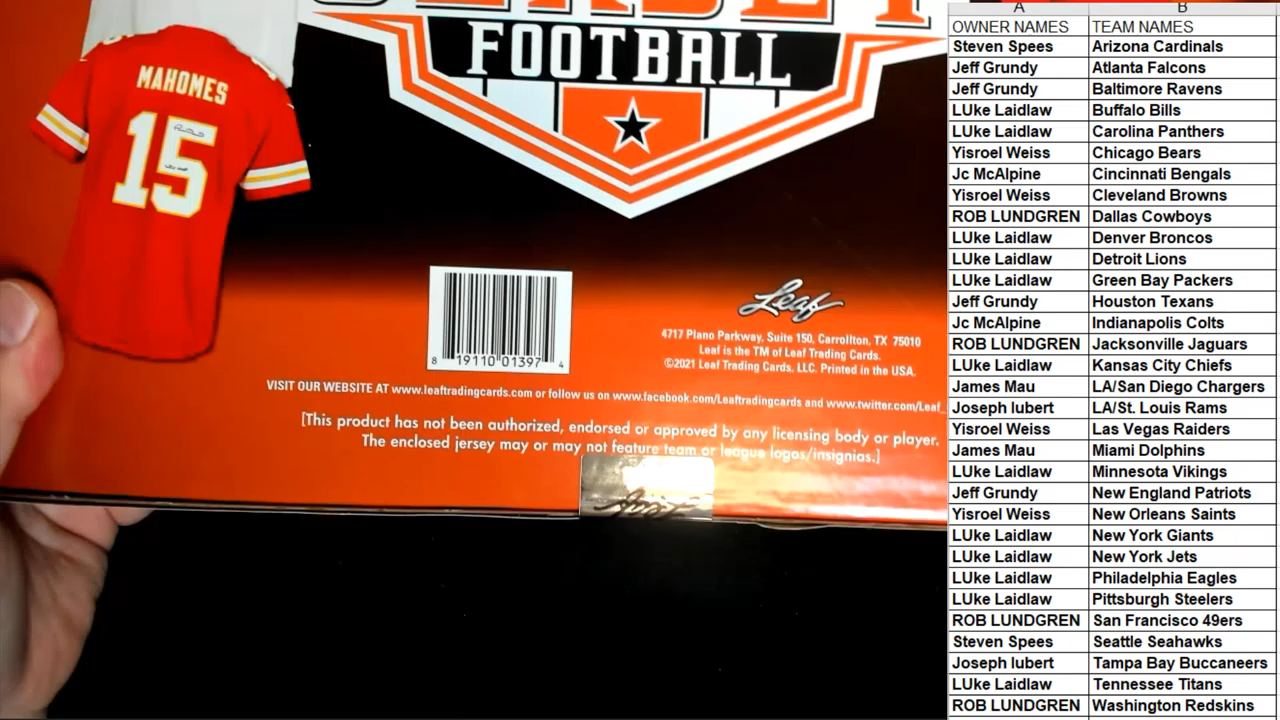 MAHOMES
15
FOOTBALL
8 19110 01397 4
Leaf
4717 Plano Parkway, Suite 150, Carrollton, TX 75010
Leaf is the TM of Leaf Trading Cards.
©2021 Leaf Trading Cards, LLC. Printed in the USA.
VISIT OUR WEBSITE AT www.leaftradingcards.com or follow us on www.facebook.com/Leaftradingcards and www.twitter.com/Leaf_
[This product has not been authorized, endorsed or approved by any licensing body or player.
The enclosed jersey may or may not feature team or league logos/insignias.]
A B
OWNER NAMES TEAM NAMES
Steven Spees Arizona Cardinals
Jeff Grundy Atlanta Falcons
Jeff Grundy Baltimore Ravens
LUke Laidlaw Buffalo Bills
LUke Laidlaw Carolina Panthers
Yisroel Weiss Chicago Bears
Jc McAlpine Cincinnati Bengals
Yisroel Weiss Cleveland Browns
ROB LUNDGREN Dallas Cowboys
LUke Laidlaw Denver Broncos
LUke Laidlaw Detroit Lions
LUke Laidlaw Green Bay Packers
Jeff Grundy Houston Texans
Jc McAlpine Indianapolis Colts
ROB LUNDGREN Jacksonville Jaguars
LUke Laidlaw Kansas City Chiefs
James Mau LA/San Diego Chargers
Joseph lubert LA/St. Louis Rams
Yisroel Weiss Las Vegas Raiders
James Mau Miami Dolphins
LUke Laidlaw Minnesota Vikings
Jeff Grundy New England Patriots
Yisroel Weiss New Orleans Saints
LUke Laidlaw New York Giants
LUke Laidlaw New York Jets
LUke Laidlaw Philadelphia Eagles
LUke Laidlaw Pittsburgh Steelers
ROB LUNDGREN San Francisco 49ers
Steven Spees Seattle Seahawks
Joseph lubert Tampa Bay Buccaneers
LUke Laidlaw Tennessee Titans
ROB LUNDGREN Washington Redskins